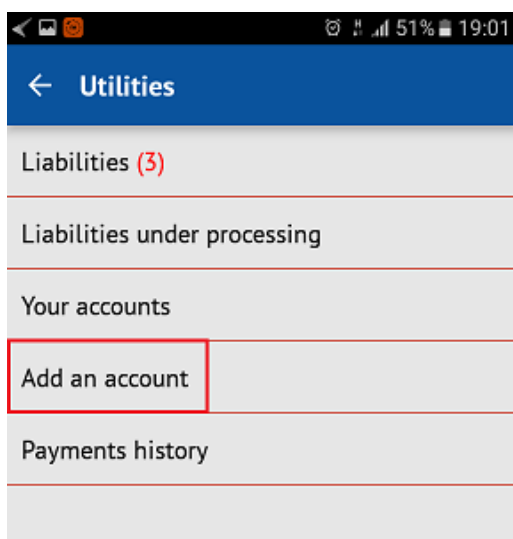 51% 19:01
Utilities
Liabilities (3)
Liabilities under processing
Your accounts
Add an account
Payments history